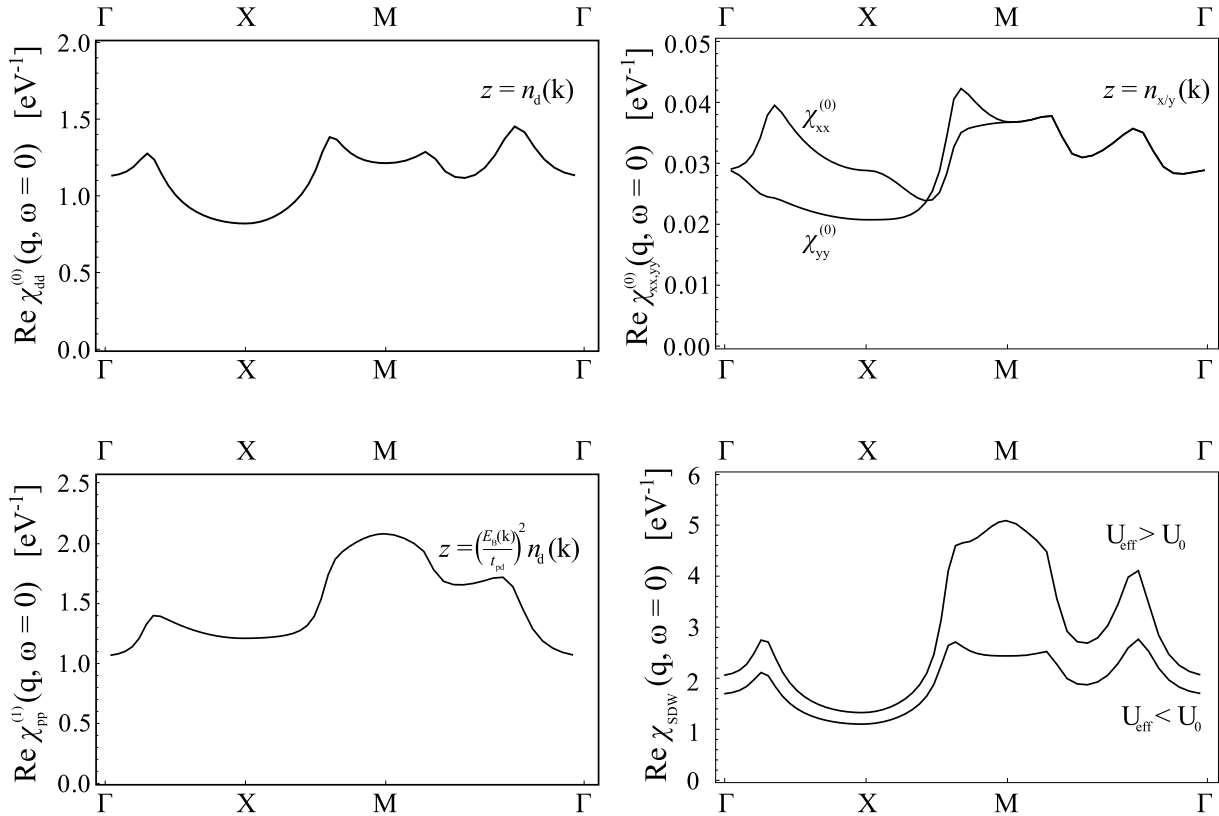 Γ X M Γ
2.0
1.5
1.0
0.5
0.0
Re χ_dd^(0) (q, ω = 0) [eV^-1]
z = n_d(k)
Γ X M Γ
Γ X M Γ
0.05
0.04
0.03
0.02
0.01
0.00
Re χ_xx,yy^(0) (q, ω = 0) [eV^-1]
z = n_x/y(k)
χ_xx^(0)
χ_yy^(0)
Γ X M Γ
Γ X M Γ
2.5
2.0
1.5
1.0
0.5
0.0
Re χ_pp^(1) (q, ω = 0) [eV^-1]
z = (E_B(k)/t_pd)^2 n_d(k)
Γ X M Γ
Γ X M Γ
6
5
4
3
2
1
0
Re χ_SDW (q, ω = 0) [eV^-1]
U_eff > U_0
U_eff < U_0
Γ X M Γ